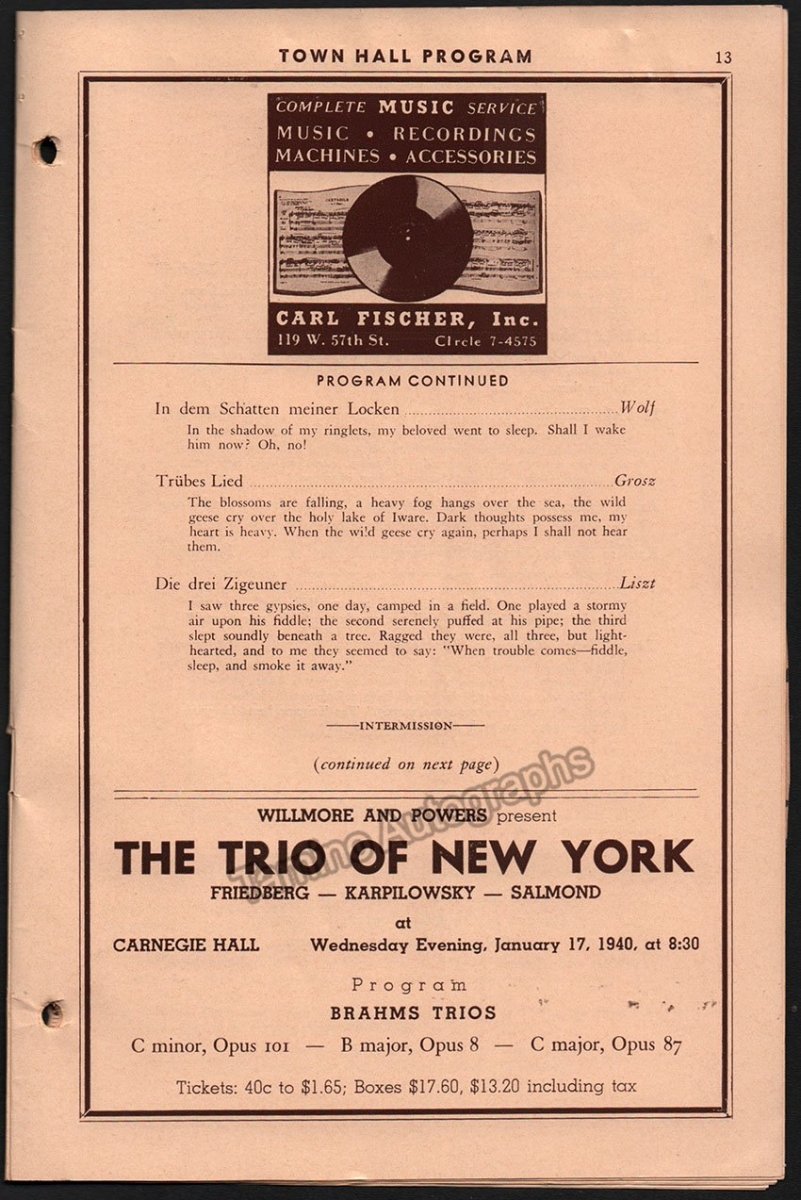 TOWN HALL PROGRAM 13
COMPLETE MUSIC SERVICE
MUSIC • RECORDINGS
MACHINES • ACCESSORIES
CARL FISCHER, Inc.
119 W. 57th St. CIrcle 7-4575
PROGRAM CONTINUED
In dem Schatten meiner Locken ........ Wolf
In the shadow of my ringlets, my beloved went to sleep. Shall I wake
him now? Oh, no!
Trübes Lied ........ Grosz
The blossoms are falling, a heavy fog hangs over the sea, the wild
geese cry over the holy lake of Iware. Dark thoughts possess me, my
heart is heavy. When the wild geese cry again, perhaps I shall not hear
them.
Die drei Zigeuner ........ Liszt
I saw three gypsies, one day, camped in a field. One played a stormy
air upon his fiddle; the second serenely puffed at his pipe; the third
slept soundly beneath a tree. Ragged they were, all three, but light-
hearted, and to me they seemed to say: "When trouble comes—fiddle,
sleep, and smoke it away."
——INTERMISSION——
(continued on next page)
Tamino Autographs
WILLMORE AND POWERS present
THE TRIO OF NEW YORK
FRIEDBERG — KARPILOWSKY — SALMOND
at
CARNEGIE HALL Wednesday Evening, January 17, 1940, at 8:30
Program
BRAHMS TRIOS
C minor, Opus 101 — B major, Opus 8 — C major, Opus 87
Tickets: 40c to $1.65; Boxes $17.60, $13.20 including tax